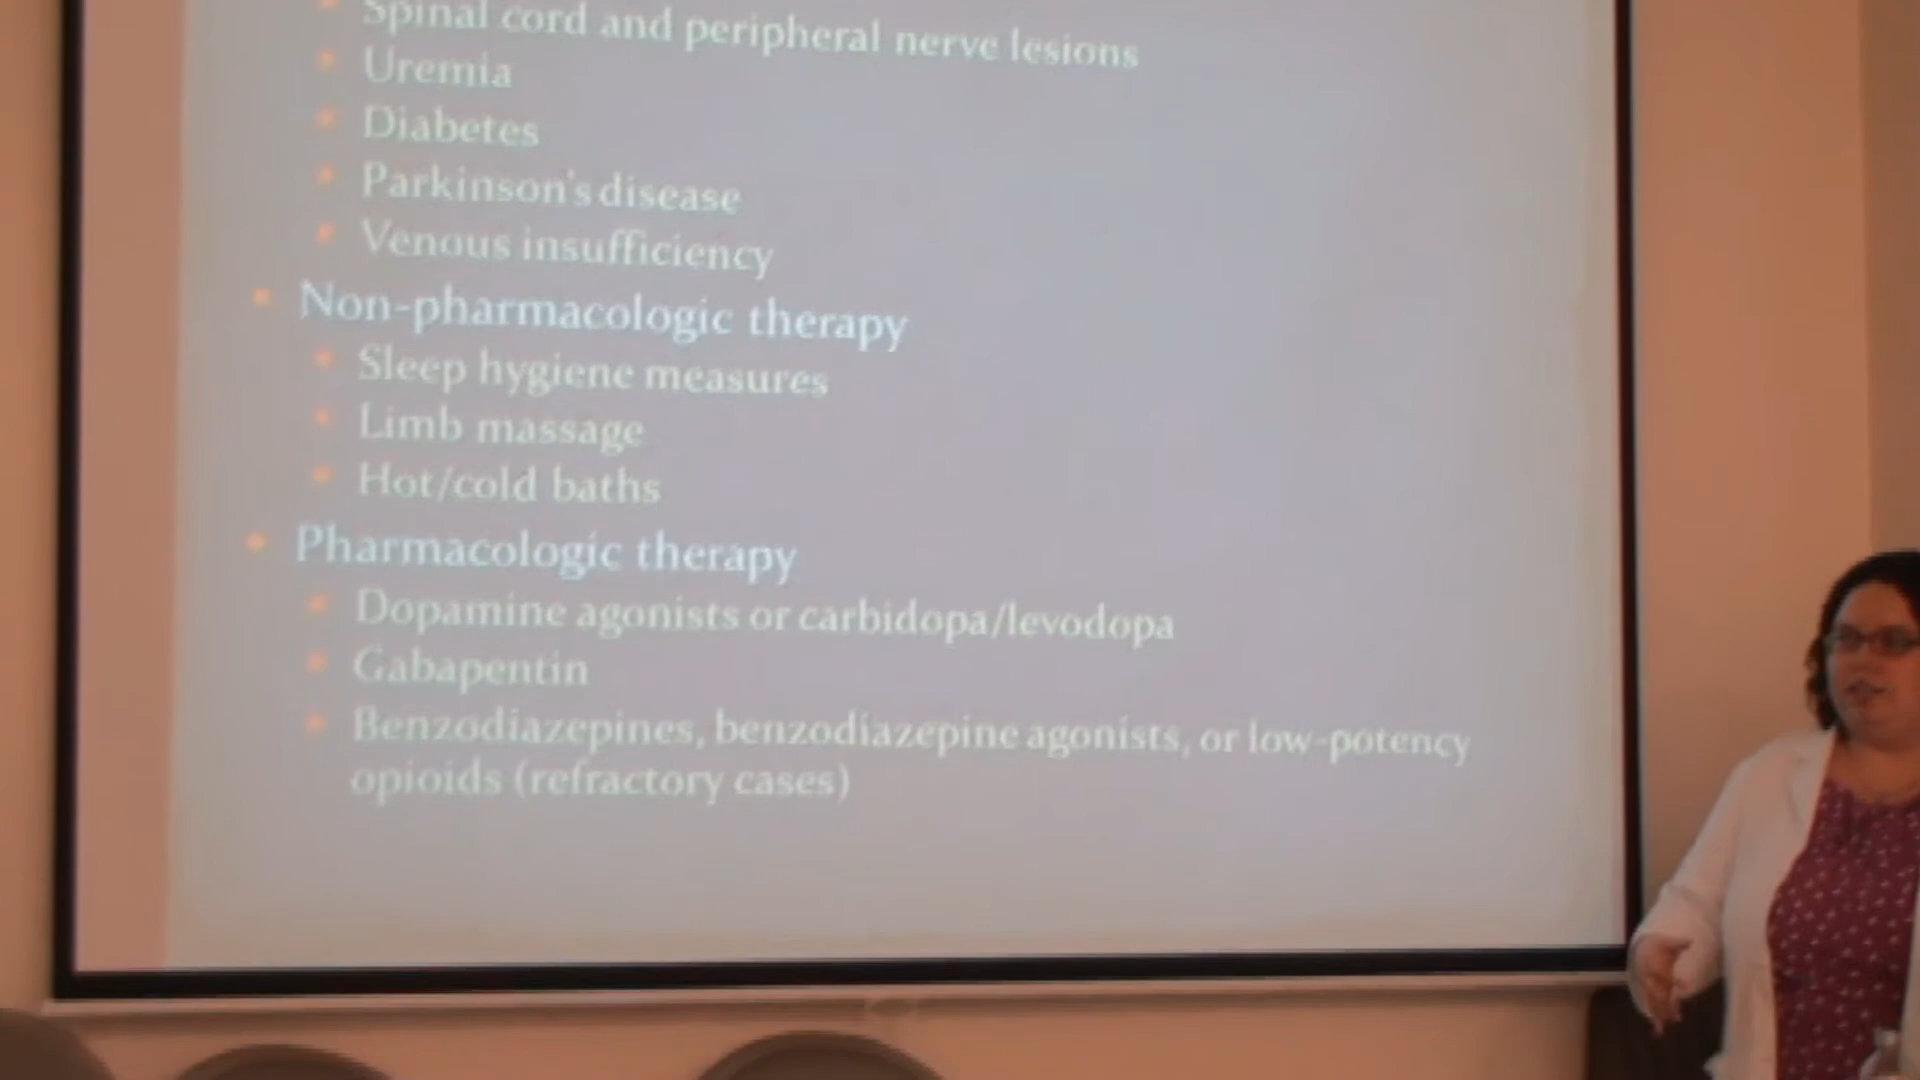 Spinal cord and peripheral nerve lesions
Uremia
Diabetes
Parkinson's disease
Venous insufficiency
Non-pharmacologic therapy
Sleep hygiene measures
Limb massage
Hot/cold baths
Pharmacologic therapy
Dopamine agonists or carbidopa/levodopa
Gabapentin
Benzodiazepines, benzodiazepine agonists, or low-potency
opioids (refractory cases)